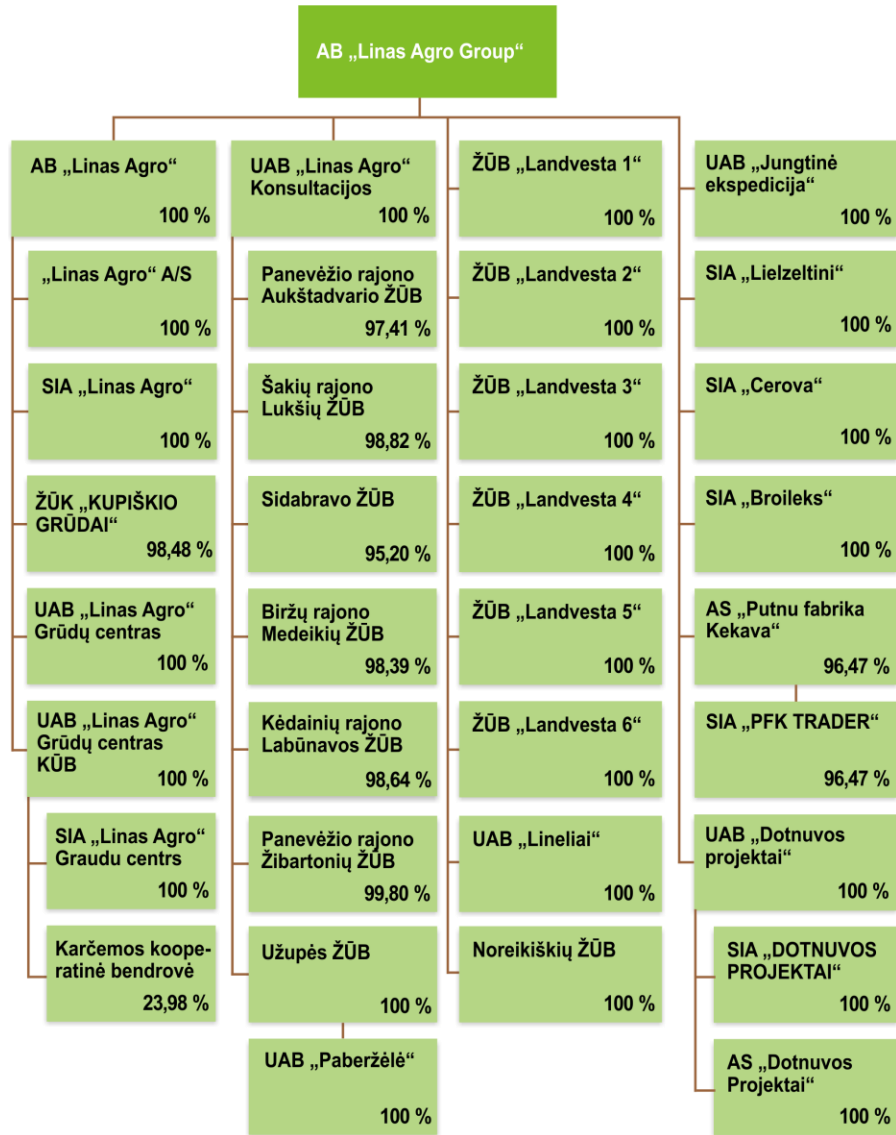 AB „Linas Agro Group“
AB „Linas Agro“
100 %
„Linas Agro“ A/S
100 %
SIA „Linas Agro“
100 %
ŽŪK „KUPIŠKIO
GRŪDAI“
98,48 %
UAB „Linas Agro“
Grūdų centras
100 %
UAB „Linas Agro“
Grūdų centras
KŪB
100 %
SIA „Linas Agro“
Graudu centrs
100 %
Karčemos koope-
ratinė bendrovė
23,98 %
UAB „Linas Agro“
Konsultacijos
100 %
Panevėžio rajono
Aukštadvario ŽŪB
97,41 %
Šakių rajono
Lukšių ŽŪB
98,82 %
Sidabravo ŽŪB
95,20 %
Biržų rajono
Medeikių ŽŪB
98,39 %
Kėdainių rajono
Labūnavos ŽŪB
98,64 %
Panevėžio rajono
Žibartonių ŽŪB
99,80 %
Užupės ŽŪB
100 %
UAB „Paberžėlė“
100 %
ŽŪB „Landvesta 1“
100 %
ŽŪB „Landvesta 2“
100 %
ŽŪB „Landvesta 3“
100 %
ŽŪB „Landvesta 4“
100 %
ŽŪB „Landvesta 5“
100 %
ŽŪB „Landvesta 6“
100 %
UAB „Lineliai“
100 %
Noreikiškių ŽŪB
100 %
UAB „Jungtinė
ekspedicija“
100 %
SIA „Lielzeltini“
100 %
SIA „Cerova“
100 %
SIA „Broileks“
100 %
AS „Putnu fabrika
Kekava“
96,47 %
SIA „PFK TRADER“
96,47 %
UAB „Dotnuvos
projektai“
100 %
SIA „DOTNUVOS
PROJEKTAI“
100 %
AS „Dotnuvos
Projektai“
100 %